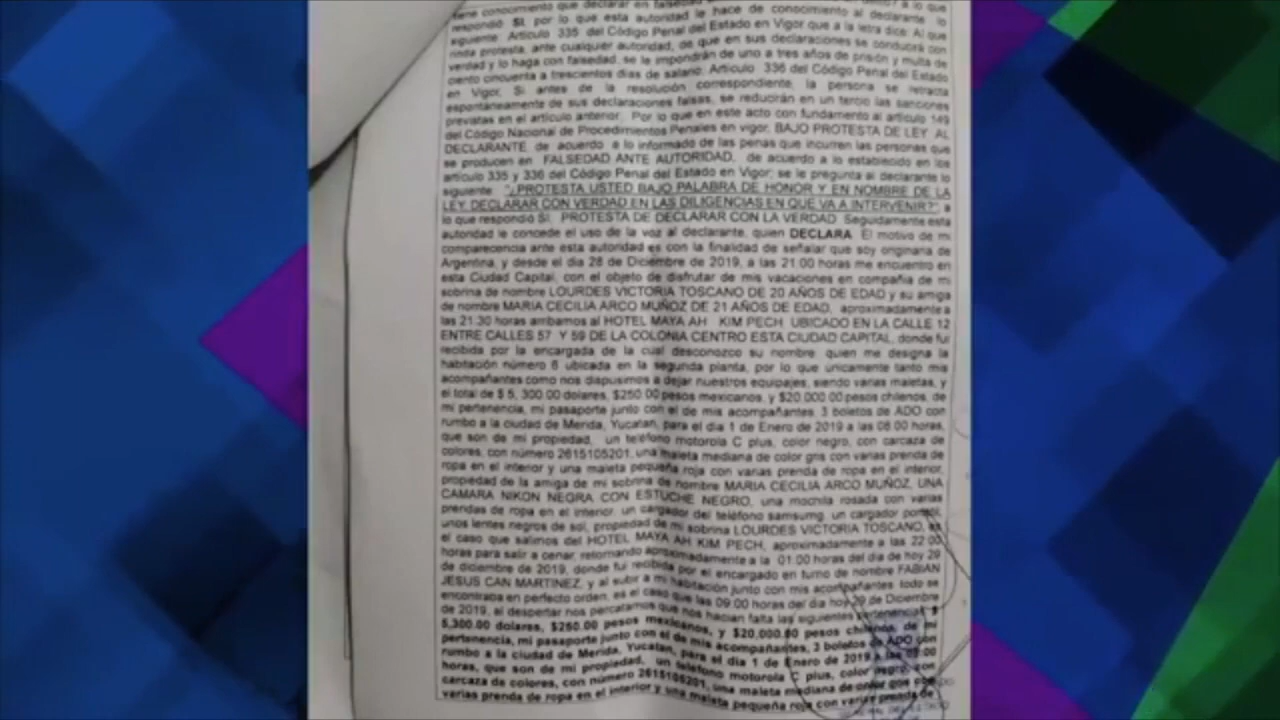 tiene conocimiento que declarar en falsedad
respondió SI, por lo que esta autoridad le hace de conocimiento al declarante lo
siguiente Artículo 335 del Código Penal del Estado en Vigor que a la letra dice: Al que
rinda protesta, ante cualquier autoridad, de que en sus declaraciones se conducirá con
verdad y lo haga con falsedad, se le impondrán de uno a tres años de prisión y multa de
ciento cincuenta a trescientos días de salario. Artículo 336 del Código Penal del Estado
en Vigor, Si antes de la resolución correspondiente, la persona se retracta
espontáneamente de sus declaraciones falsas, se reducirán en un tercio las sanciones
previstas en el artículo anterior. Por lo que en este acto con fundamento al artículo 149
del Código Nacional de Procedimientos Penales en vigor, BAJO PROTESTA DE LEY AL
DECLARANTE, de acuerdo a lo informado de las penas que incurren las personas que
se producen en FALSEDAD ANTE AUTORIDAD, de acuerdo a lo establecido en los
artículo 335 y 336 del Código Penal del Estado en Vigor; se le pregunta al declarante lo
siguiente "¿PROTESTA USTED BAJO PALABRA DE HONOR Y EN NOMBRE DE LA
LEY, DECLARAR CON VERDAD EN LAS DILIGENCIAS EN QUE VA A INTERVENIR?" a
lo que respondió SI, PROTESTA DE DECLARAR CON LA VERDAD. Seguidamente esta
autoridad le concede el uso de la voz al declarante, quien DECLARA. El motivo de mi
comparecencia ante esta autoridad es con la finalidad de señalar que soy originaria de
Argentina, y desde el dia 28 de Diciembre de 2019, a las 21:00 horas me encuentro en
esta Ciudad Capital, con el objeto de disfrutar de mis vacaciones en compañía de mi
sobrina de nombre LOURDES VICTORIA TOSCANO DE 20 AÑOS DE EDAD y su amiga
de nombre MARIA CECILIA ARCO MUÑOZ DE 21 AÑOS DE EDAD, aproximadamente a
las 21:30 horas arribamos al HOTEL MAYA AH KIM PECH UBICADO EN LA CALLE 12
ENTRE CALLES 57 Y 59 DE LA COLONIA CENTRO ESTA CIUDAD CAPITAL, donde fui
recibida por la encargada de la cual desconozco su nombre quien me designa la
habitación número 6 ubicada en la segunda planta, por lo que unicamente tanto mis
acompañantes como nos dispusimos a dejar nuestros equipajes, siendo varias maletas, y
el total de $ 5, 300.00 dolares, $250.00 pesos mexicanos, y $20,000.00 pesos chilenos, de
mi pertenencia, mi pasaporte junto con el de mis acompañantes, 3 boletos de ADO con
rumbo a la ciudad de Merida, Yucatan, para el dia 1 de Enero de 2019 a las 08:00 horas,
que son de mi propiedad, un teléfono motorola C plus, color negro, con carcaza de
colores, con número 2615105201, una maleta mediana de color gris con varias prenda de
ropa en el interior y una maleta pequeña roja con varias prenda de ropa en el interior,
propiedad de la amiga de mi sobrina de nombre MARIA CECILIA ARCO MUÑOZ, UNA
CAMARA NIKON NEGRA CON ESTUCHE NEGRO, una mochila rosada con varias
prendas de ropa en el interior, un cargador del teléfono samsumg, un cargador
unos lentes negros de sol, propiedad de mi sobrina LOURDES VICTORIA TOSCANO, es
el caso que salimos del HOTEL MAYA AH KIM PECH, aproximadamente a las 22:00
horas para salir a cenar, retornando aproximadamente a la 01:00 horas del dia de hoy 29
de diciembre de 2019, donde fui recibida por el encargado en turno de nombre FABIAN
JESUS CAN MARTINEZ, y al subir a mi habitación junto con mis acompañantes todo se
encontraba en perfecto orden, es el caso que las 09:00 horas del dia hoy 29 de Diciembre
de 2019, el despertar nos percatamos que nos hacian falta las siguientes pertenencias $
5,300.00 dolares, $250.00 pesos mexicanos, y $20,000.00 pesos chilenos, de mi
pertenencia, mi pasaporte junto con el de mis acompañantes, 3 boletos de ADO con
rumbo a la ciudad de Merida, Yucatan, para el dia 1 de Enero de 2019 a las 08:00
horas, que son de mi propiedad, un teléfono motorola C plus, color negro, con
carcaza de colores, con número 2615105201, una maleta mediana de color gris con
varias prenda de ropa en el interior y una maleta pequeña roja con varias prenda de